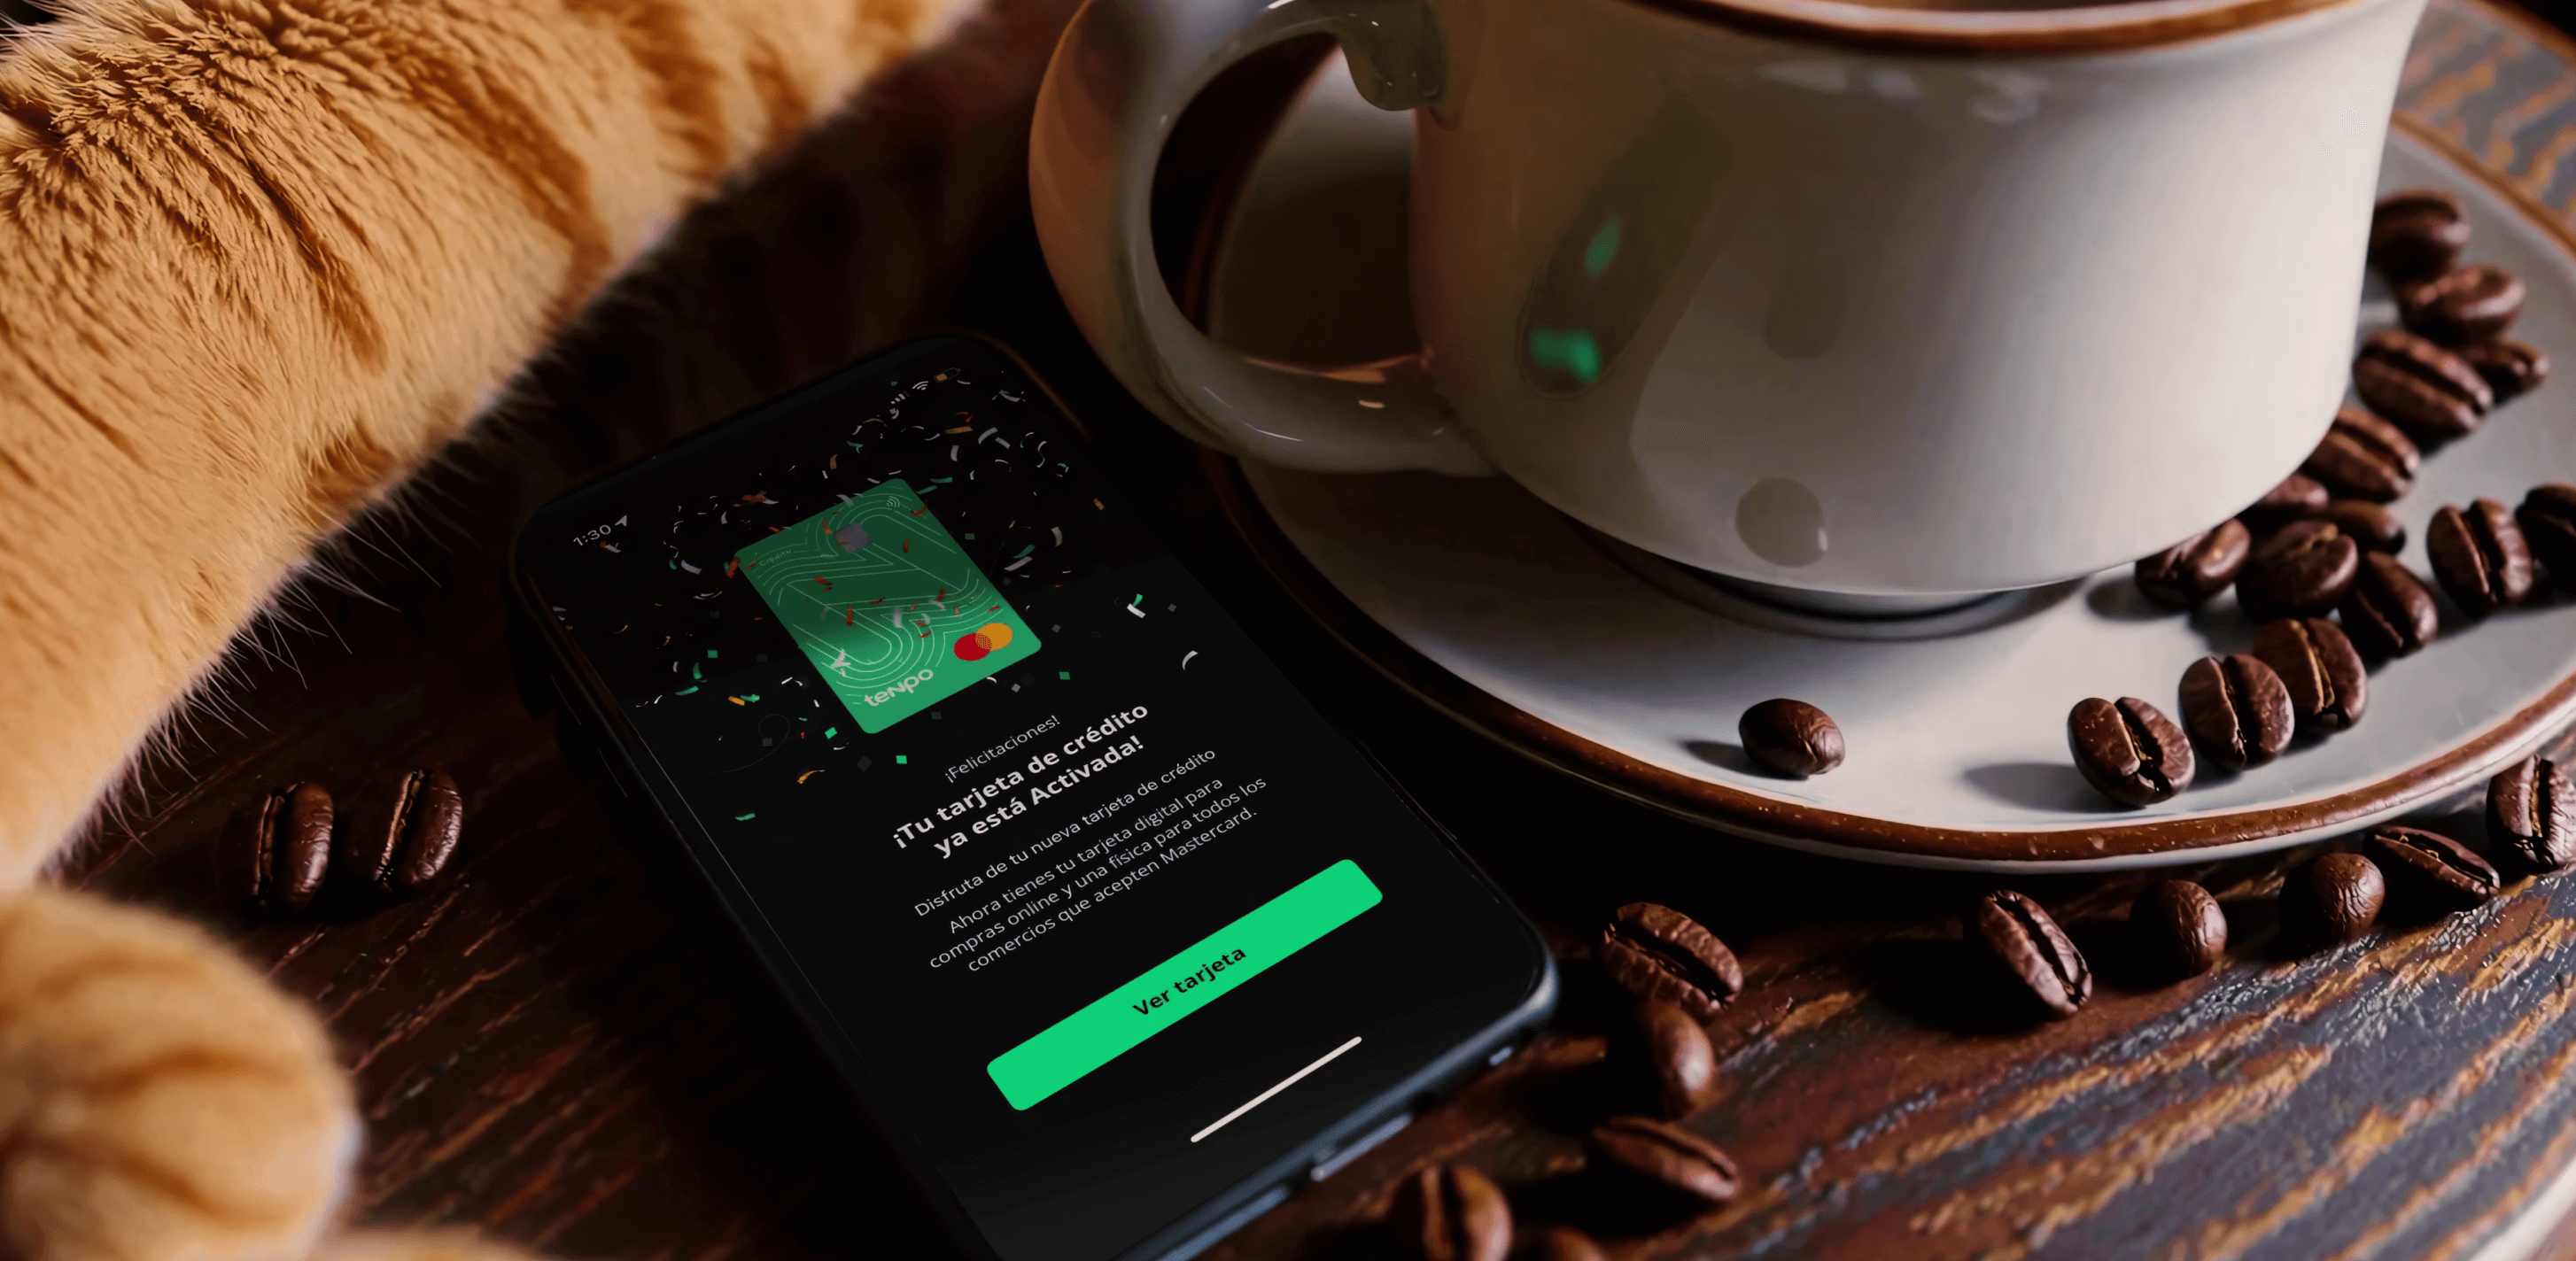 1:30
Crédito
teNpo
¡Felicitaciones!
¡Tu tarjeta de crédito
ya está Activada!
Disfruta de tu nueva tarjeta de crédito
Ahora tienes tu tarjeta digital para
compras online y una física para todos los
comercios que acepten Mastercard.
Ver tarjeta